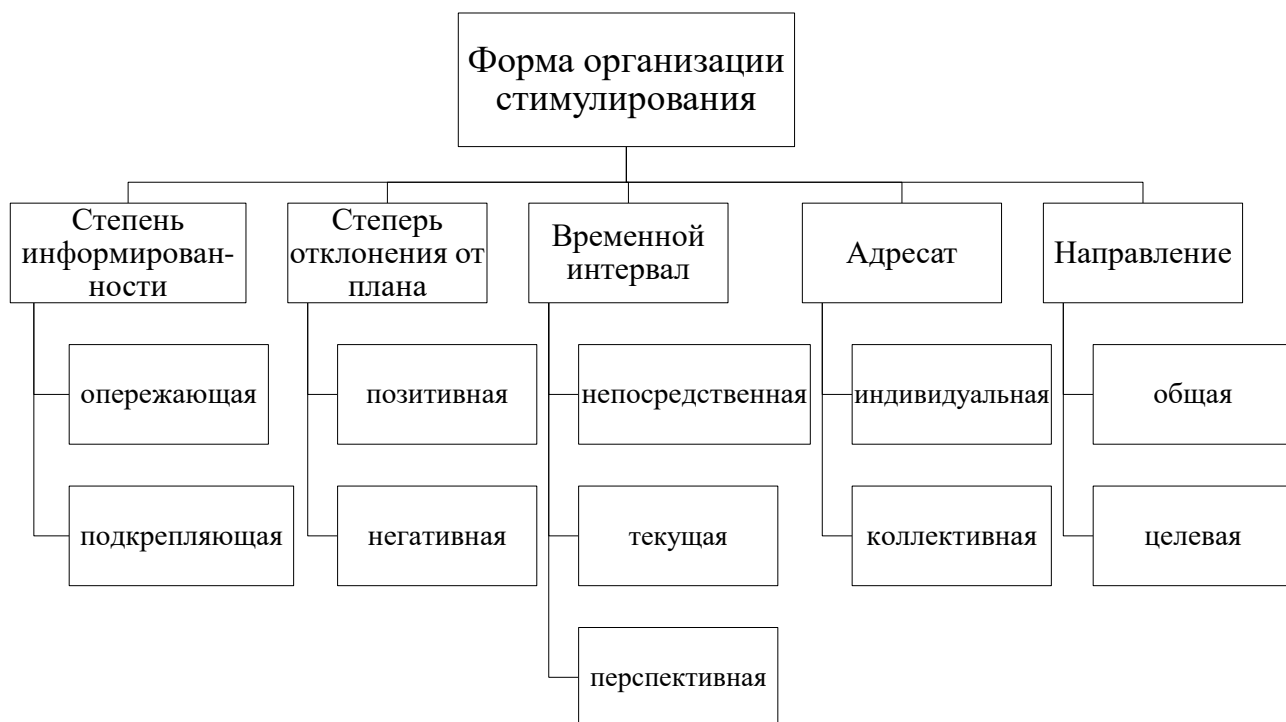 Форма организации
стимулирования
Степень
информирован-
ности
опережающая
подкрепляющая
Степерь
отклонения от
плана
позитивная
негативная
Временной
интервал
непосредственная
текущая
перспективная
Адресат
индивидуальная
коллективная
Направление
общая
целевая